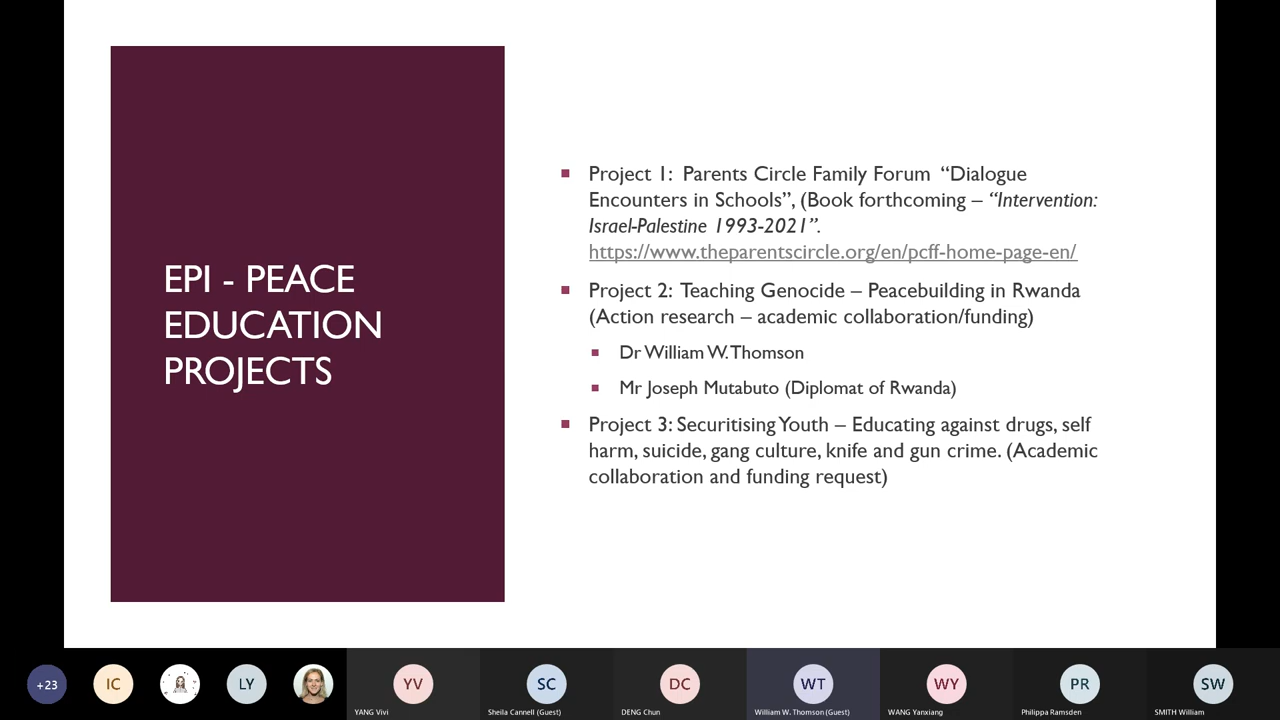 EPI - PEACE
EDUCATION
PROJECTS
Project 1: Parents Circle Family Forum “Dialogue
Encounters in Schools”, (Book forthcoming – “Intervention:
Israel-Palestine 1993-2021”.
https://www.theparentscircle.org/en/pcff-home-page-en/
Project 2: Teaching Genocide – Peacebuilding in Rwanda
(Action research – academic collaboration/funding)
Dr William W. Thomson
Mr Joseph Mutabuto (Diplomat of Rwanda)
Project 3: Securitising Youth – Educating against drugs, self
harm, suicide, gang culture, knife and gun crime. (Academic
collaboration and funding request)
+23
IC
LY
YV
SC
DC
WT
WY
PR
SW
YANG Vivi
Sheila Cannell (Guest)
DENG Chun
William W. Thomson (Guest)
WANG Yanxiang
Philippa Ramsden
SMITH William